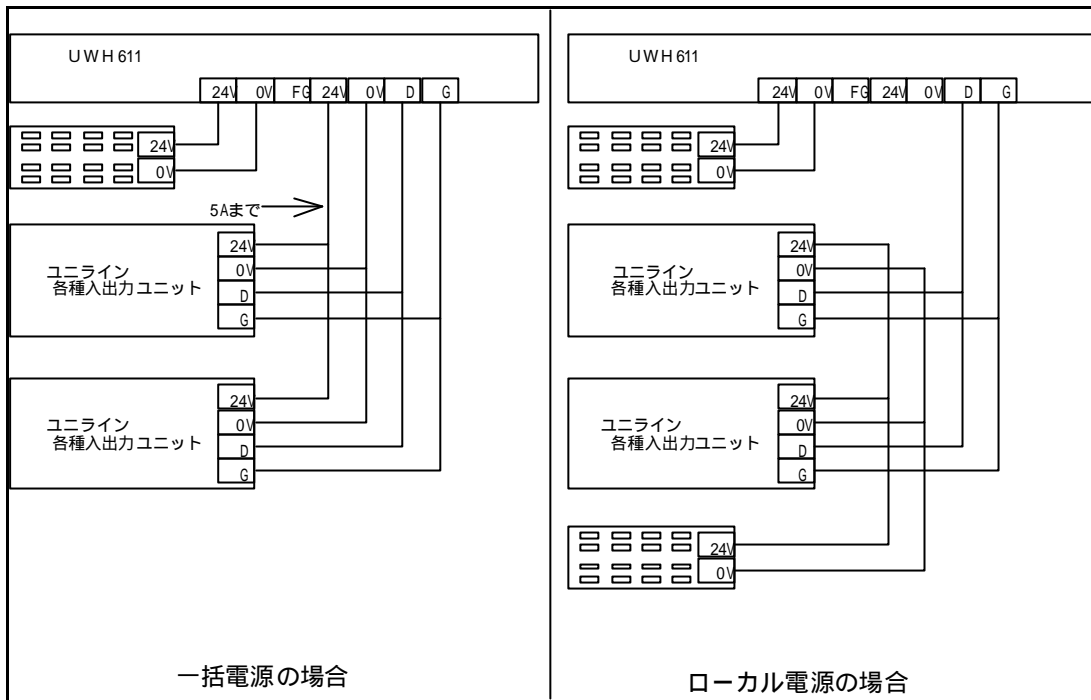 UWH611
24V 0V FG 24V 0V D G
24V
0V
5Aまで
24V
0V
D
G
ユニライン
各種入出力ユニット
24V
0V
D
G
ユニライン
各種入出力ユニット
一括電源の場合
UWH611
24V 0V FG 24V 0V D G
24V
0V
24V
0V
D
G
ユニライン
各種入出力ユニット
24V
0V
D
G
ユニライン
各種入出力ユニット
24V
0V
ローカル電源の場合